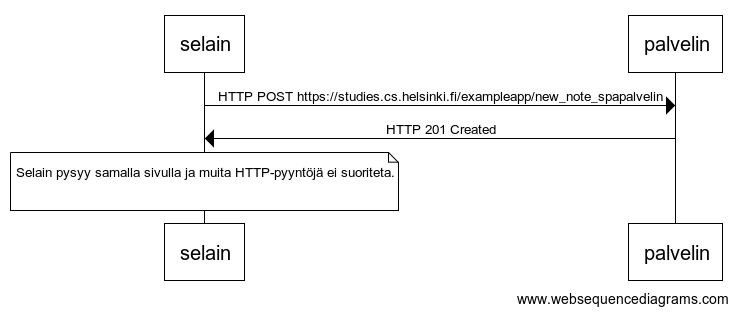 selain palvelin
HTTP POST https://studies.cs.helsinki.fi/exampleapp/new_note_spapalvelin
HTTP 201 Created
Selain pysyy samalla sivulla ja muita HTTP-pyyntöjä ei suoriteta.
selain palvelin
www.websequencediagrams.com